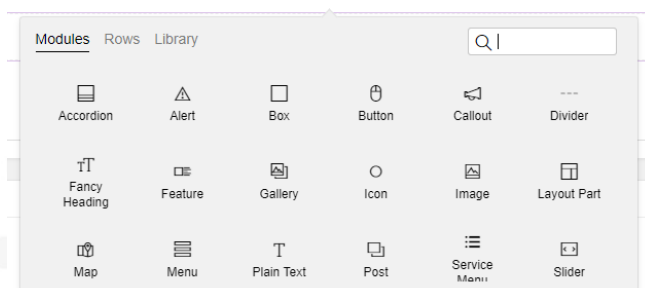 Modules Rows Library
Accordion Alert Box Button Callout Divider
Fancy
Heading Feature Gallery Icon Image Layout Part
Map Menu Plain Text Post Service
Menu Slider